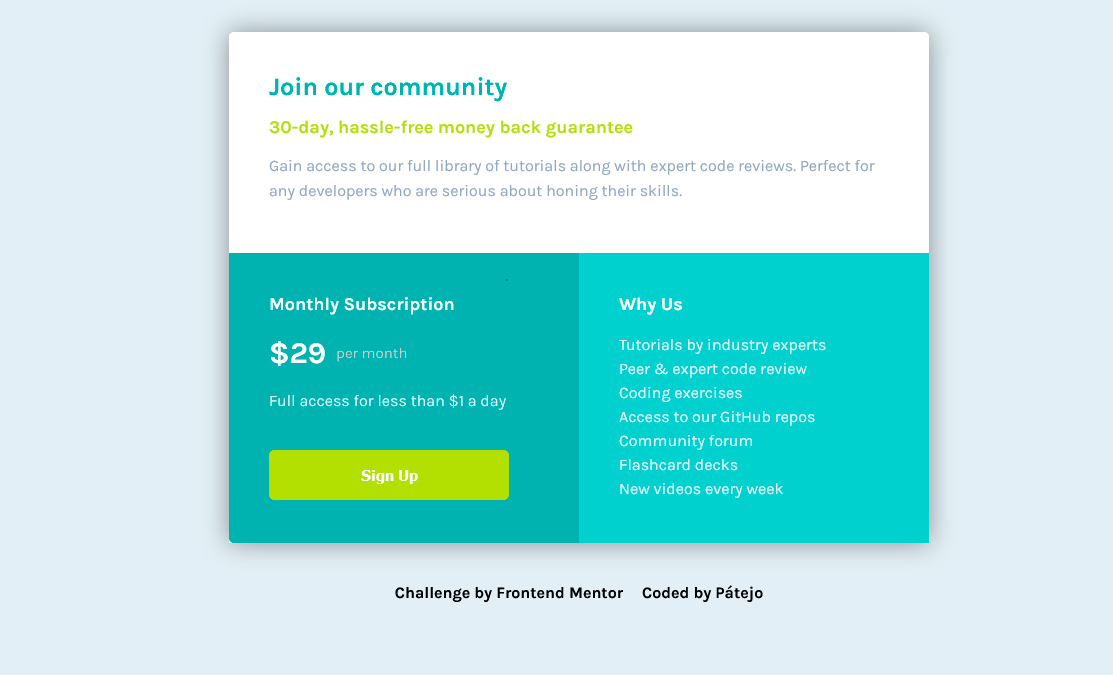 Join our community
30-day, hassle-free money back guarantee
Gain access to our full library of tutorials along with expert code reviews. Perfect for
any developers who are serious about honing their skills.
Monthly Subscription
$29 per month
Full access for less than $1 a day
Sign Up
Why Us
Tutorials by industry experts
Peer & expert code review
Coding exercises
Access to our GitHub repos
Community forum
Flashcard decks
New videos every week
Challenge by Frontend Mentor Coded by Pátejo